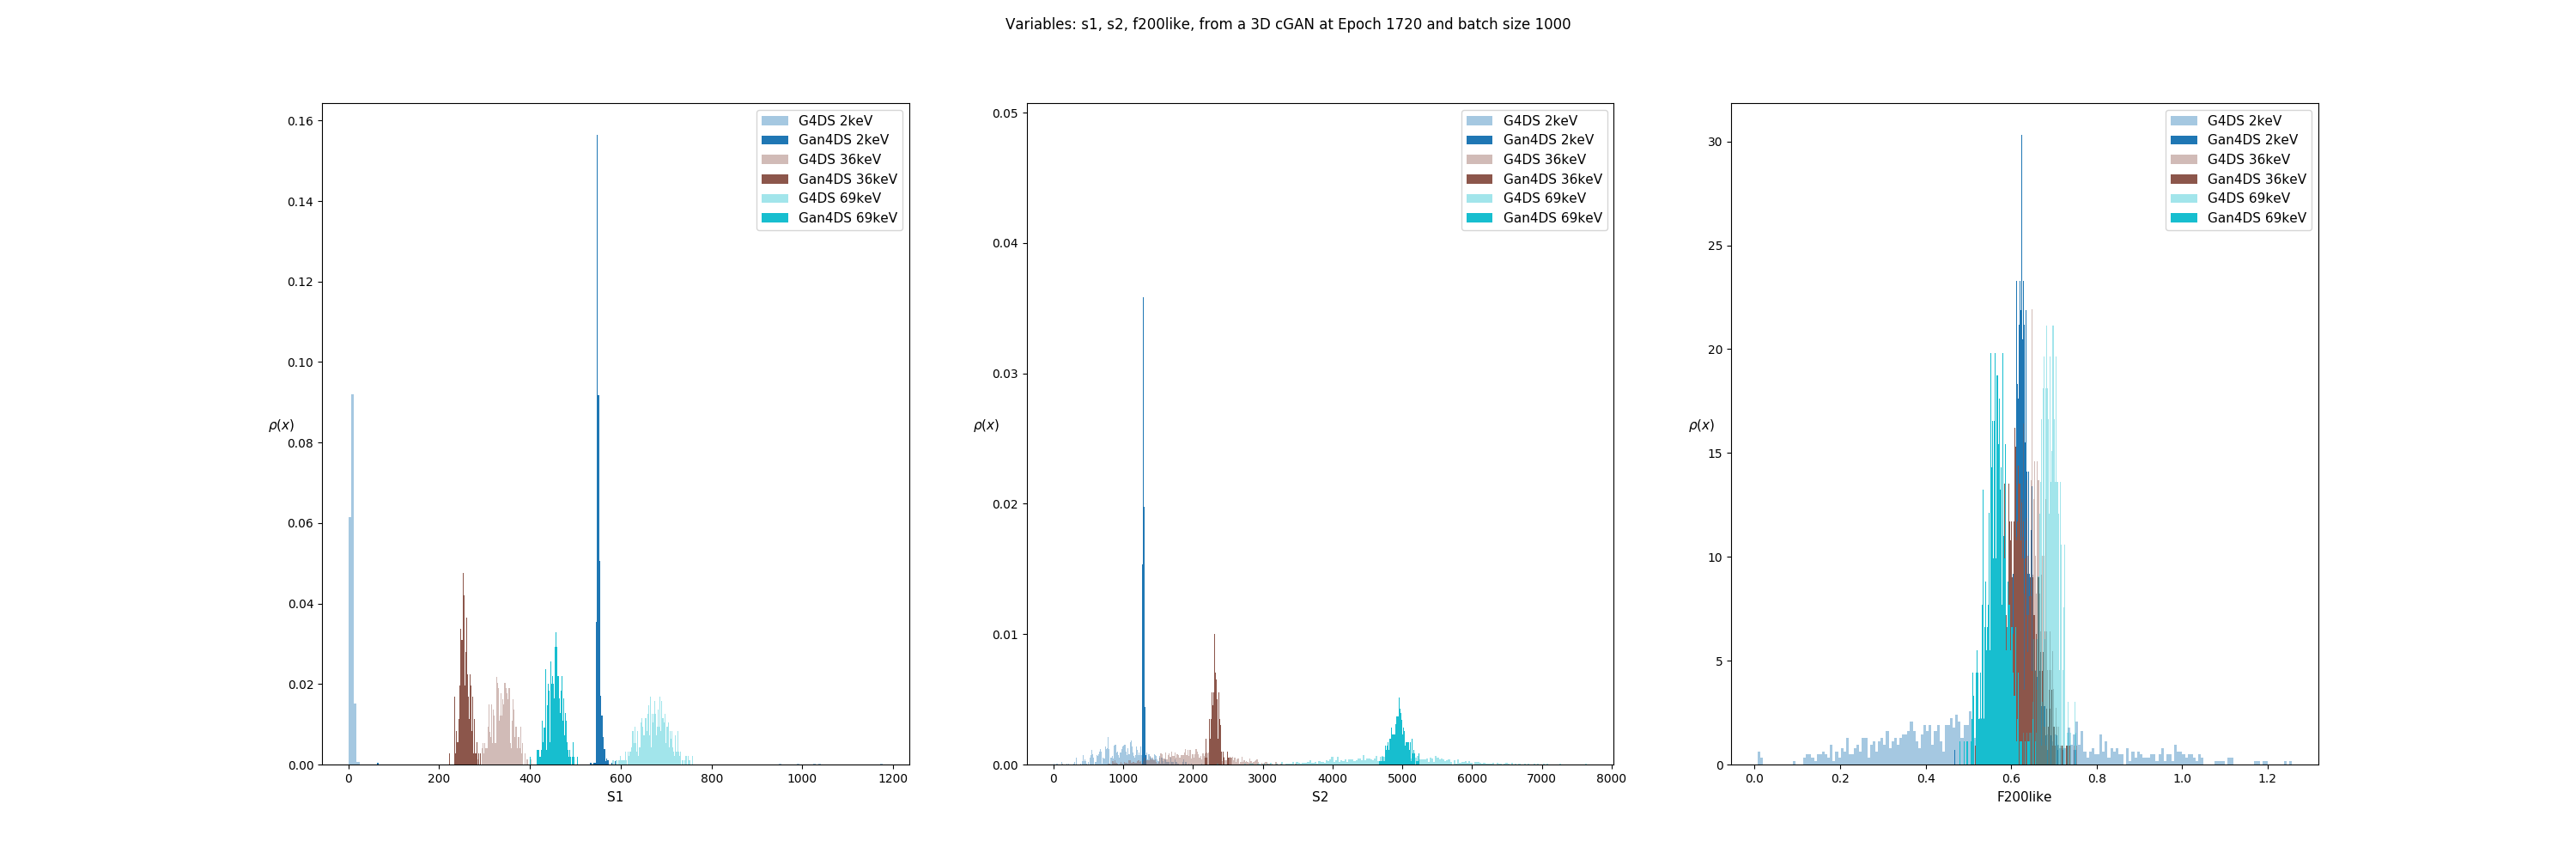 Variables: s1, s2, f200like, from a 3D cGAN at Epoch 1720 and batch size 1000
0.16
0.14
0.12
0.10
0.08
0.06
0.04
0.02
0.00
ρ(x)
G4DS 2keV
Gan4DS 2keV
G4DS 36keV
Gan4DS 36keV
G4DS 69keV
Gan4DS 69keV
0 200 400 600 800 1000 1200
S1
0.05
0.04
0.03
0.02
0.01
0.00
ρ(x)
G4DS 2keV
Gan4DS 2keV
G4DS 36keV
Gan4DS 36keV
G4DS 69keV
Gan4DS 69keV
0 1000 2000 3000 4000 5000 6000 7000 8000
S2
30
25
20
15
10
5
0
ρ(x)
G4DS 2keV
Gan4DS 2keV
G4DS 36keV
Gan4DS 36keV
G4DS 69keV
Gan4DS 69keV
0.0 0.2 0.4 0.6 0.8 1.0 1.2
F200like